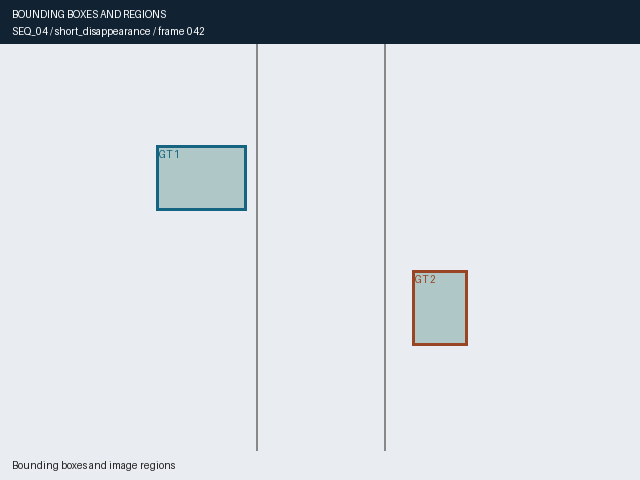 BOUNDING BOXES AND REGIONS
SEQ_04 / short_disappearance / frame 042
GT1
GT2
Bounding boxes and image regions